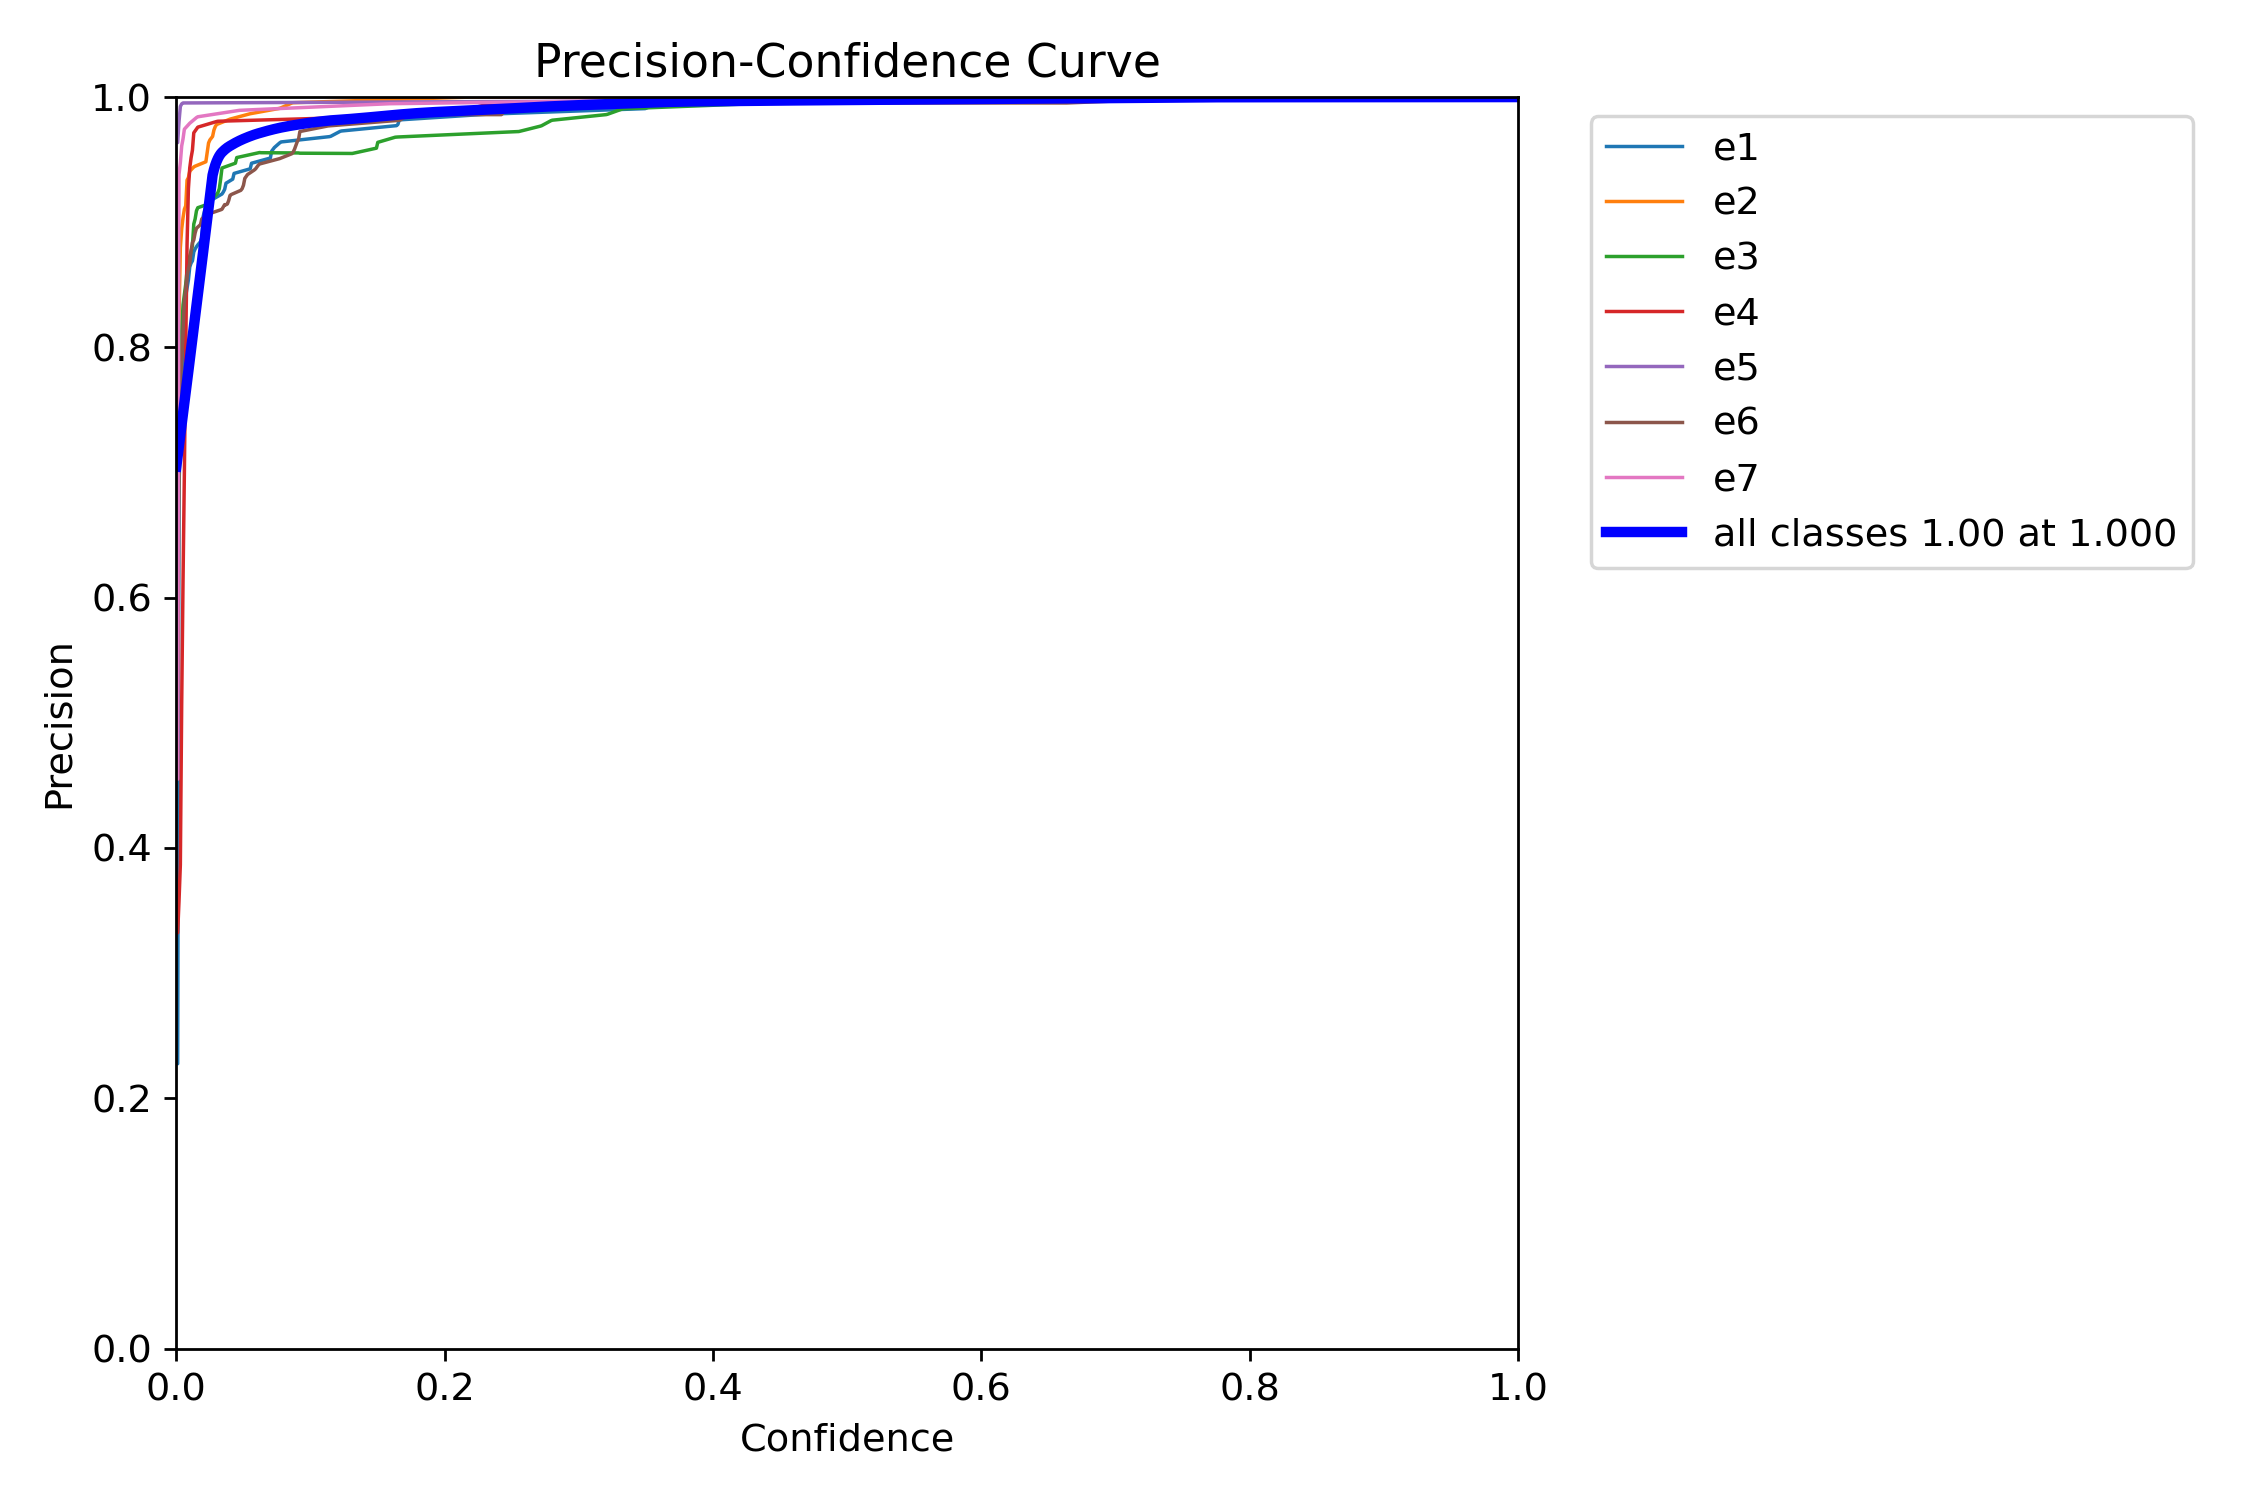 Precision-Confidence Curve
1.0
0.8
0.6
0.4
0.2
0.0
Precision
0.0 0.2 0.4 0.6 0.8 1.0
Confidence
e1
e2
e3
e4
e5
e6
e7
all classes 1.00 at 1.000